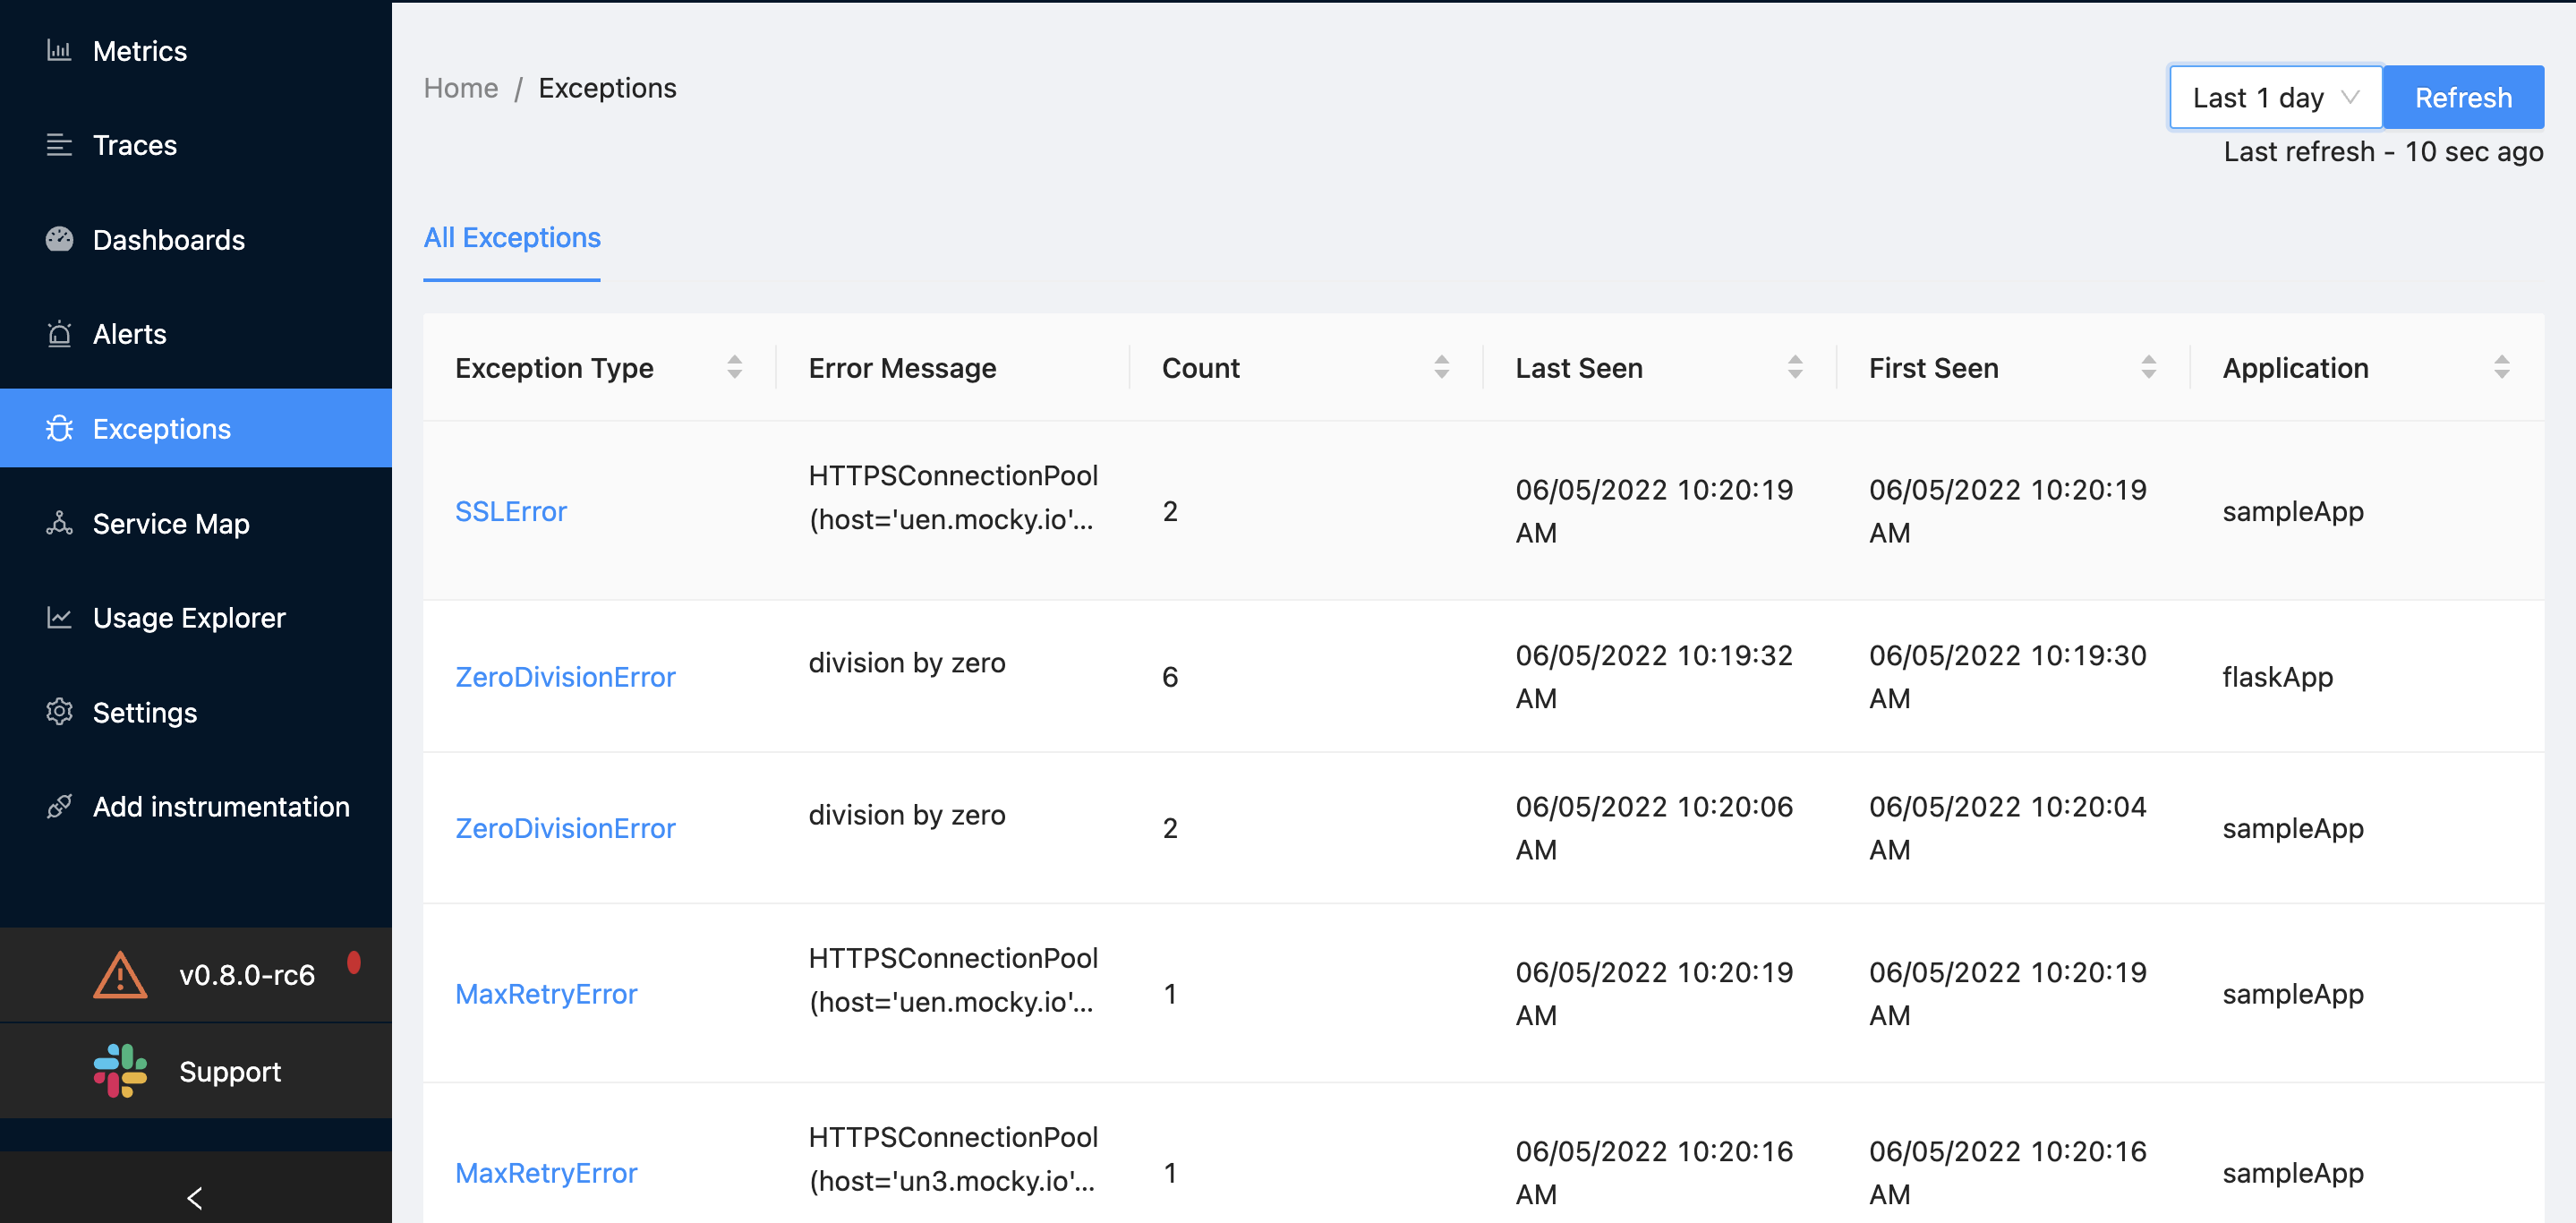 Metrics
Traces
Dashboards
Alerts
Exceptions
Service Map
Usage Explorer
Settings
Add instrumentation
v0.8.0-rc6
Support
Home / Exceptions
Last 1 day
Refresh
Last refresh - 10 sec ago
All Exceptions
Exception Type Error Message Count Last Seen First Seen Application
SSLError
HTTPSConnectionPool
(host='uen.mocky.io'...
2
06/05/2022 10:20:19
AM
06/05/2022 10:20:19
AM
sampleApp
ZeroDivisionError
division by zero
6
06/05/2022 10:19:32
AM
06/05/2022 10:19:30
AM
flaskApp
ZeroDivisionError
division by zero
2
06/05/2022 10:20:06
AM
06/05/2022 10:20:04
AM
sampleApp
MaxRetryError
HTTPSConnectionPool
(host='uen.mocky.io'...
1
06/05/2022 10:20:19
AM
06/05/2022 10:20:19
AM
sampleApp
MaxRetryError
HTTPSConnectionPool
(host='un3.mocky.io'...
1
06/05/2022 10:20:16
AM
06/05/2022 10:20:16
AM
sampleApp